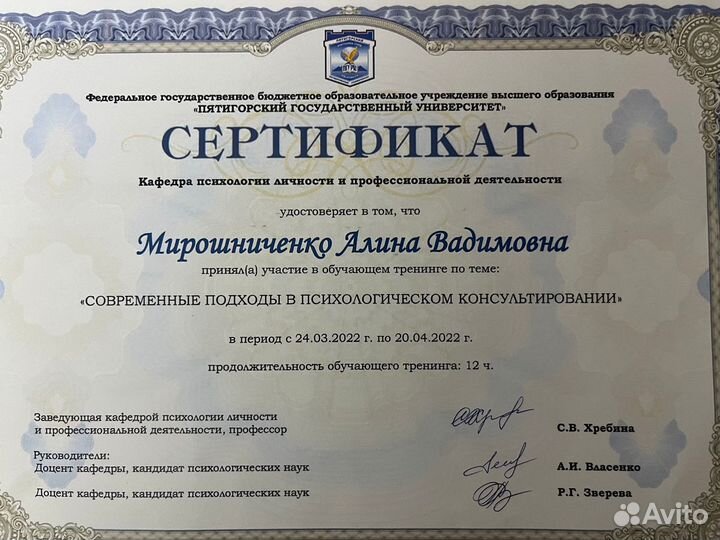 ПЯТИГОРСКИЙ
ПГУ
Федеральное государственное бюджетное образовательное учреждение высшего образования
"ПЯТИГОРСКИЙ ГОСУДАРСТВЕННЫЙ УНИВЕРСИТЕТ"
СЕРТИФИКАТ
Кафедра психологии личности и профессиональной деятельности
удостоверяет в том, что
Мирошниченко Алина Вадимовна
принял(а) участие в обучающем тренинге по теме:
«СОВРЕМЕННЫЕ ПОДХОДЫ В ПСИХОЛОГИЧЕСКОМ КОНСУЛЬТИРОВАНИИ»
в период с 24.03.2022 г. по 20.04.2022 г.
продолжительность обучающего тренинга: 12 ч.
Заведующая кафедрой психологии личности
и профессиональной деятельности, профессор
С.В. Хребина
Руководители:
Доцент кафедры, кандидат психологических наук
А.И. Власенко
Доцент кафедры, кандидат психологических наук
Р.Г. Зверева
Avito